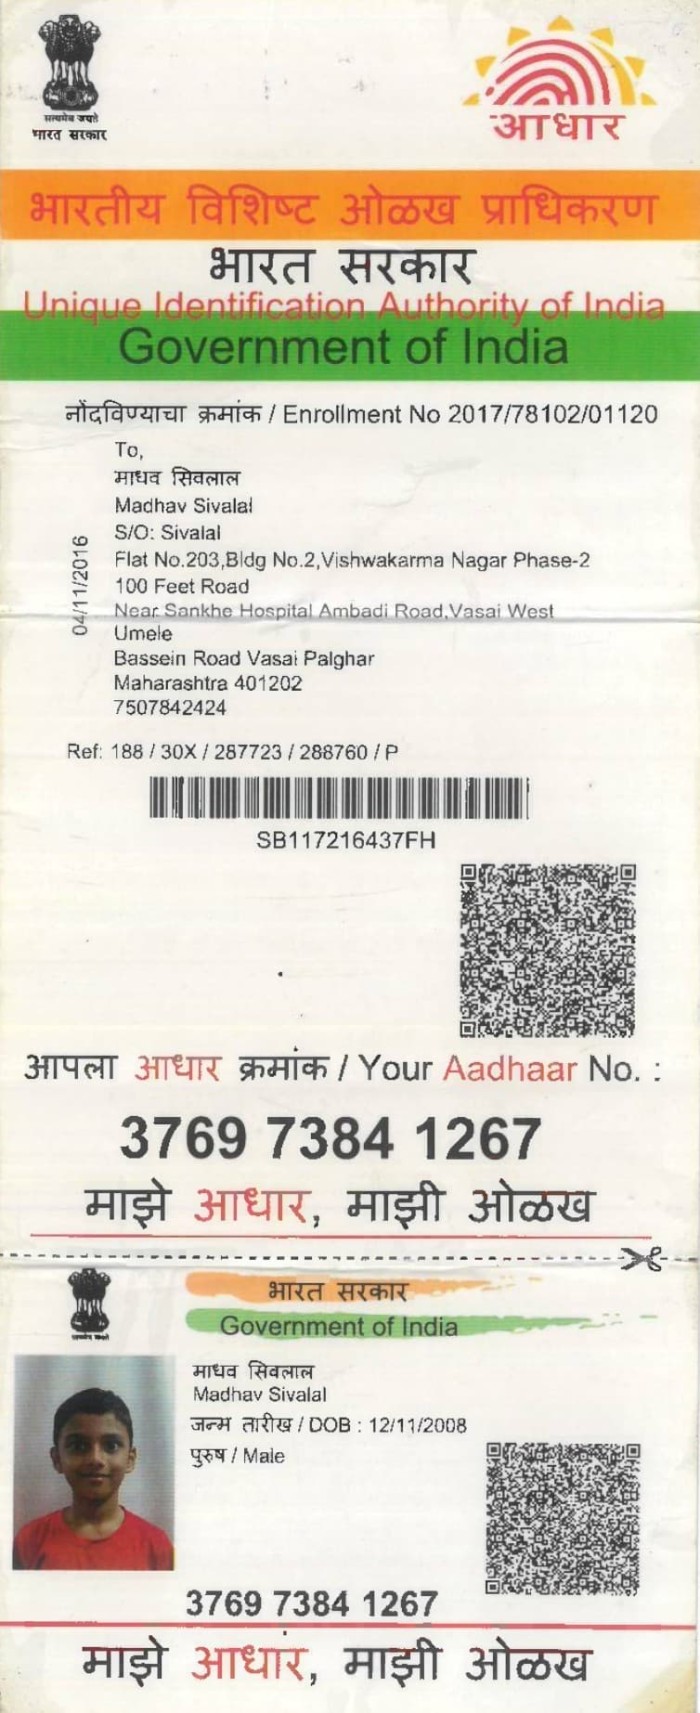 सत्यमेव जयते
भारत सरकार
आधार
भारतीय विशिष्ट ओळख प्राधिकरण
भारत सरकार
Unique Identification Authority of India
Government of India
नोंदविण्याचा क्रमांक / Enrollment No 2017/78102/01120
To,
माधव सिवलाल
Madhav Sivalal
S/O: Sivalal
Flat No.203,Bldg No.2,Vishwakarma Nagar Phase-2
100 Feet Road
Near Sankhe Hospital Ambadi Road,Vasai West
Umele
Bassein Road Vasai Palghar
Maharashtra 401202
7507842424
04/11/2016
Ref: 188 / 30X / 287723 / 288760 / P
SB117216437FH
आपला आधार क्रमांक / Your Aadhaar No. :
3769 7384 1267
माझे आधार, माझी ओळख
भारत सरकार
Government of India
माधव सिवलाल
Madhav Sivalal
जन्म तारीख / DOB : 12/11/2008
पुरुष / Male
3769 7384 1267
माझे आधार, माझी ओळख